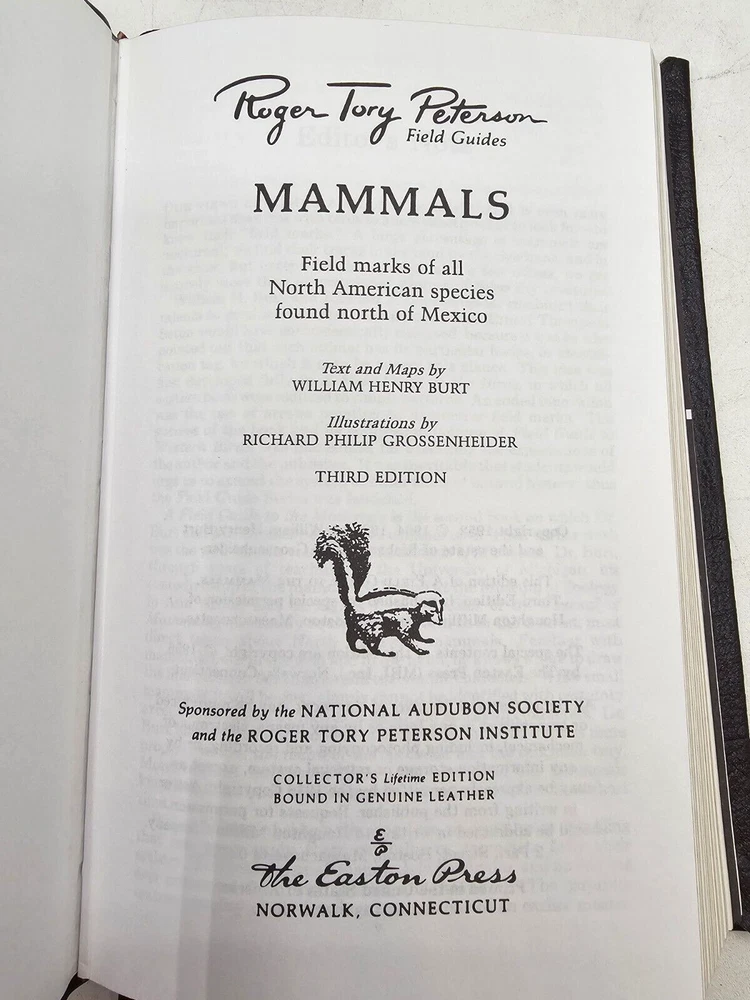 Roger Tory Peterson
Field Guides
MAMMALS
Field marks of all
North American species
found north of Mexico
Text and Maps by
WILLIAM HENRY BURT
Illustrations by
RICHARD PHILIP GROSSENHEIDER
THIRD EDITION
Sponsored by the NATIONAL AUDUBON SOCIETY
and the ROGER TORY PETERSON INSTITUTE
COLLECTOR'S Lifetime EDITION
BOUND IN GENUINE LEATHER
E
P
The Easton Press
NORWALK, CONNECTICUT